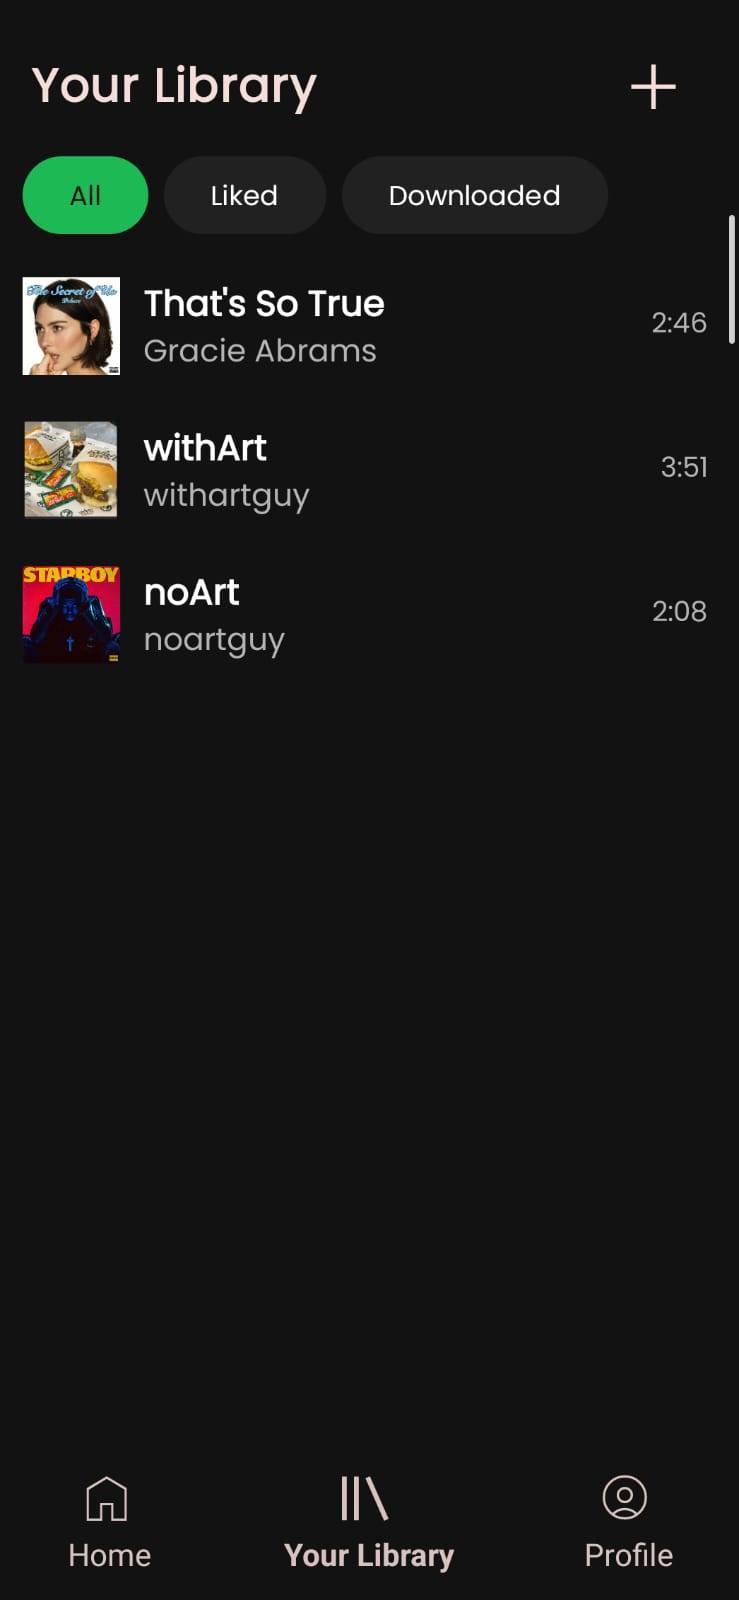 Your Library
All
Liked
Downloaded
The Secret of Us
Deluxe
That's So True
Gracie Abrams
2:46
withArt
withartguy
3:51
STARBOY
noArt
noartguy
2:08
Home
Your Library
Profile